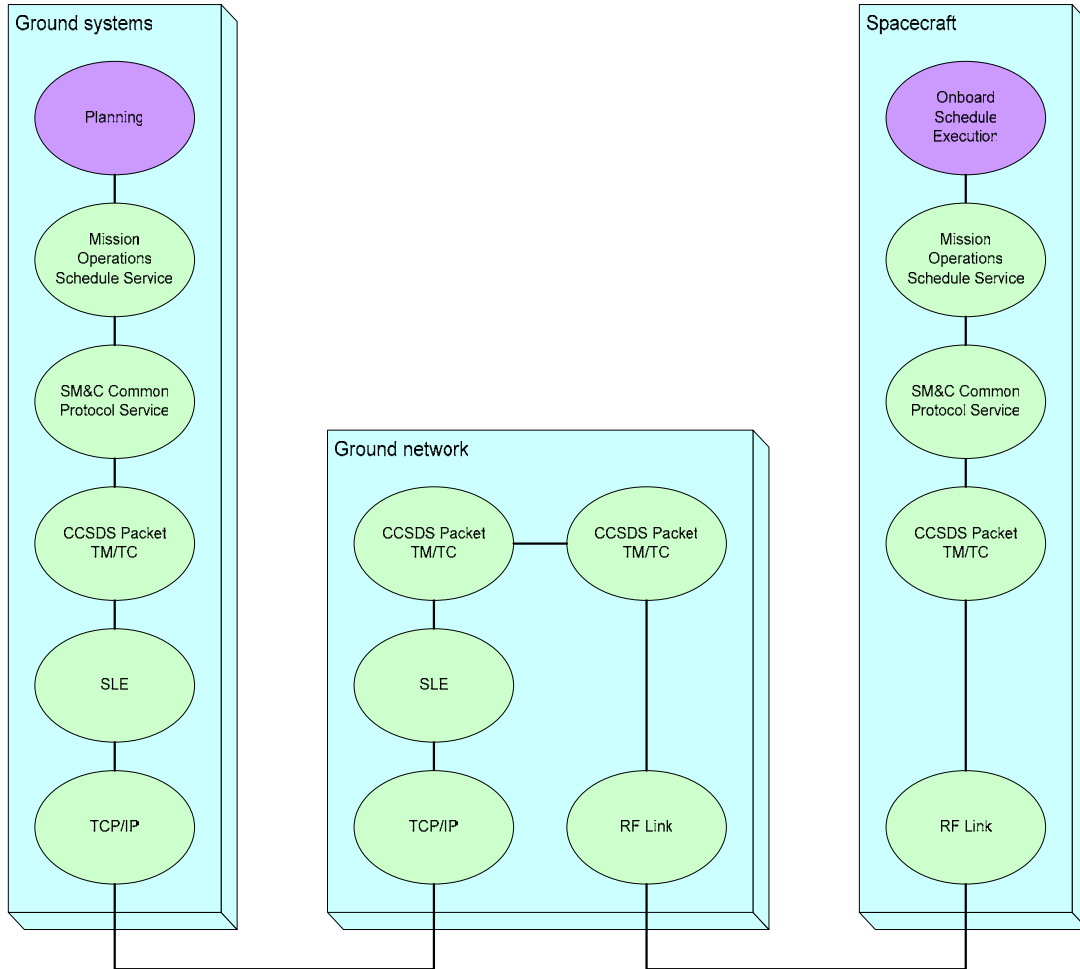 Ground systems
Planning
Mission
Operations
Schedule Service
SM&C Common
Protocol Service
CCSDS Packet
TM/TC
SLE
TCP/IP
Ground network
CCSDS Packet
TM/TC
SLE
TCP/IP
CCSDS Packet
TM/TC
RF Link
Spacecraft
Onboard
Schedule
Execution
Mission
Operations
Schedule Service
SM&C Common
Protocol Service
CCSDS Packet
TM/TC
RF Link